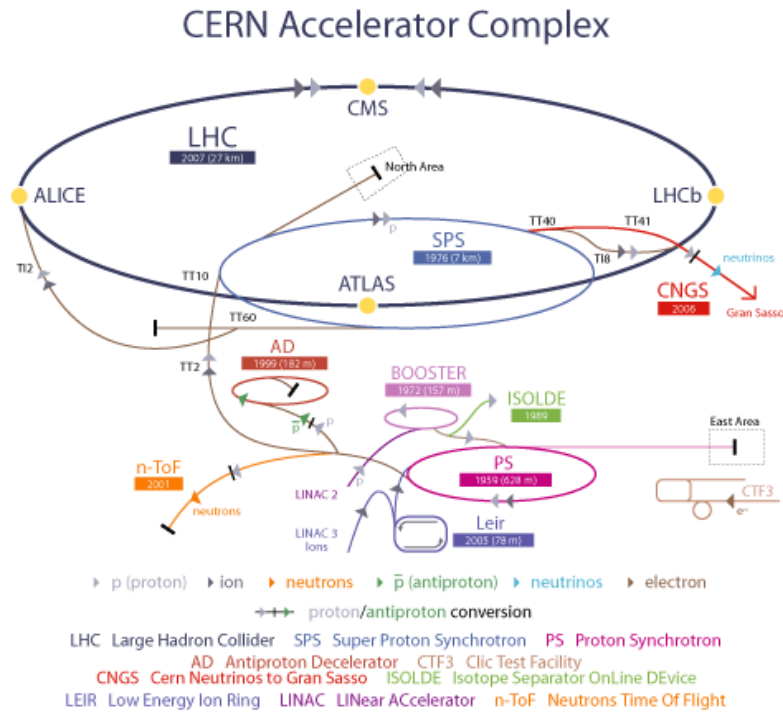 CERN Accelerator Complex
CMS
LHC
2007 (27 km)
North Area
ALICE
LHCb
TT40
TT41
p
SPS
1976 (7 km)
TI8
neutrinos
TI2
TT10
ATLAS
CNGS
2006
Gran Sasso
TT60
AD
1999 (182 m)
TT2
BOOSTER
1972 (157 m)
ISOLDE
1989
p
p̅
East Area
n-ToF
2001
p
PS
1959 (628 m)
LINAC 2
CTF3
neutrons
e-
LINAC 3
Ions
Leir
2005 (78 m)
p (proton) ion neutrons p̅ (antiproton) neutrinos electron
proton/antiproton conversion
LHC Large Hadron Collider SPS Super Proton Synchrotron PS Proton Synchrotron
AD Antiproton Decelerator CTF3 Clic Test Facility
CNGS Cern Neutrinos to Gran Sasso ISOLDE Isotope Separator OnLine DEvice
LEIR Low Energy Ion Ring LINAC LINear ACcelerator n-ToF Neutrons Time Of Flight